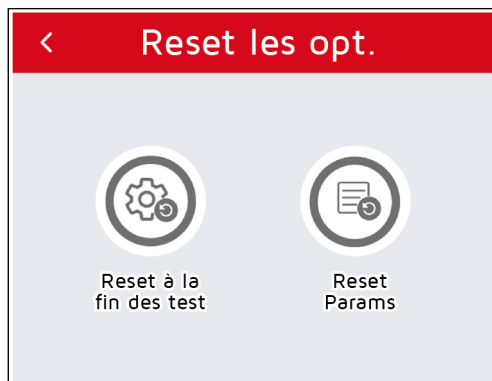 Reset les opt.
Reset à la
fin des test
Reset
Params